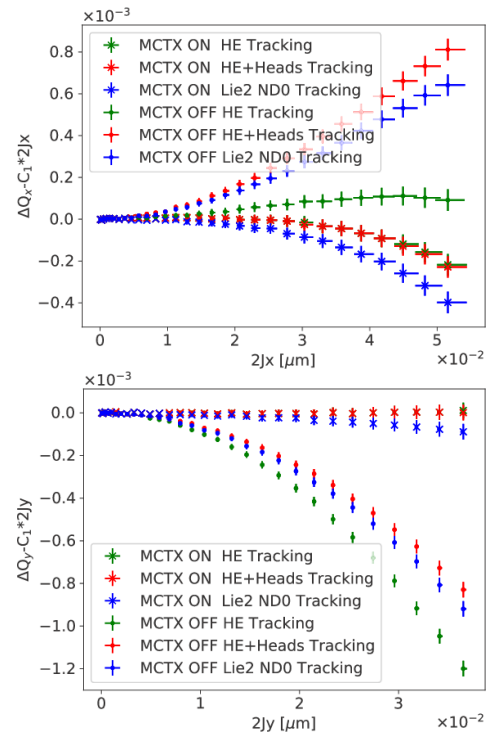 ×10⁻³
0.8
0.6
0.4
0.2
0.0
−0.2
−0.4
ΔQₓ-C₁*2Jx
MCTX ON  HE Tracking
MCTX ON  HE+Heads Tracking
MCTX ON  Lie2 ND0 Tracking
MCTX OFF HE Tracking
MCTX OFF HE+Heads Tracking
MCTX OFF Lie2 ND0 Tracking
0 1 2 3 4 5
2Jx [μm]
×10⁻²
×10⁻³
0.0
−0.2
−0.4
−0.6
−0.8
−1.0
−1.2
ΔQᵧ-C₁*2Jy
MCTX ON  HE Tracking
MCTX ON  HE+Heads Tracking
MCTX ON  Lie2 ND0 Tracking
MCTX OFF HE Tracking
MCTX OFF HE+Heads Tracking
MCTX OFF Lie2 ND0 Tracking
0 1 2 3
2Jy [μm]
×10⁻²